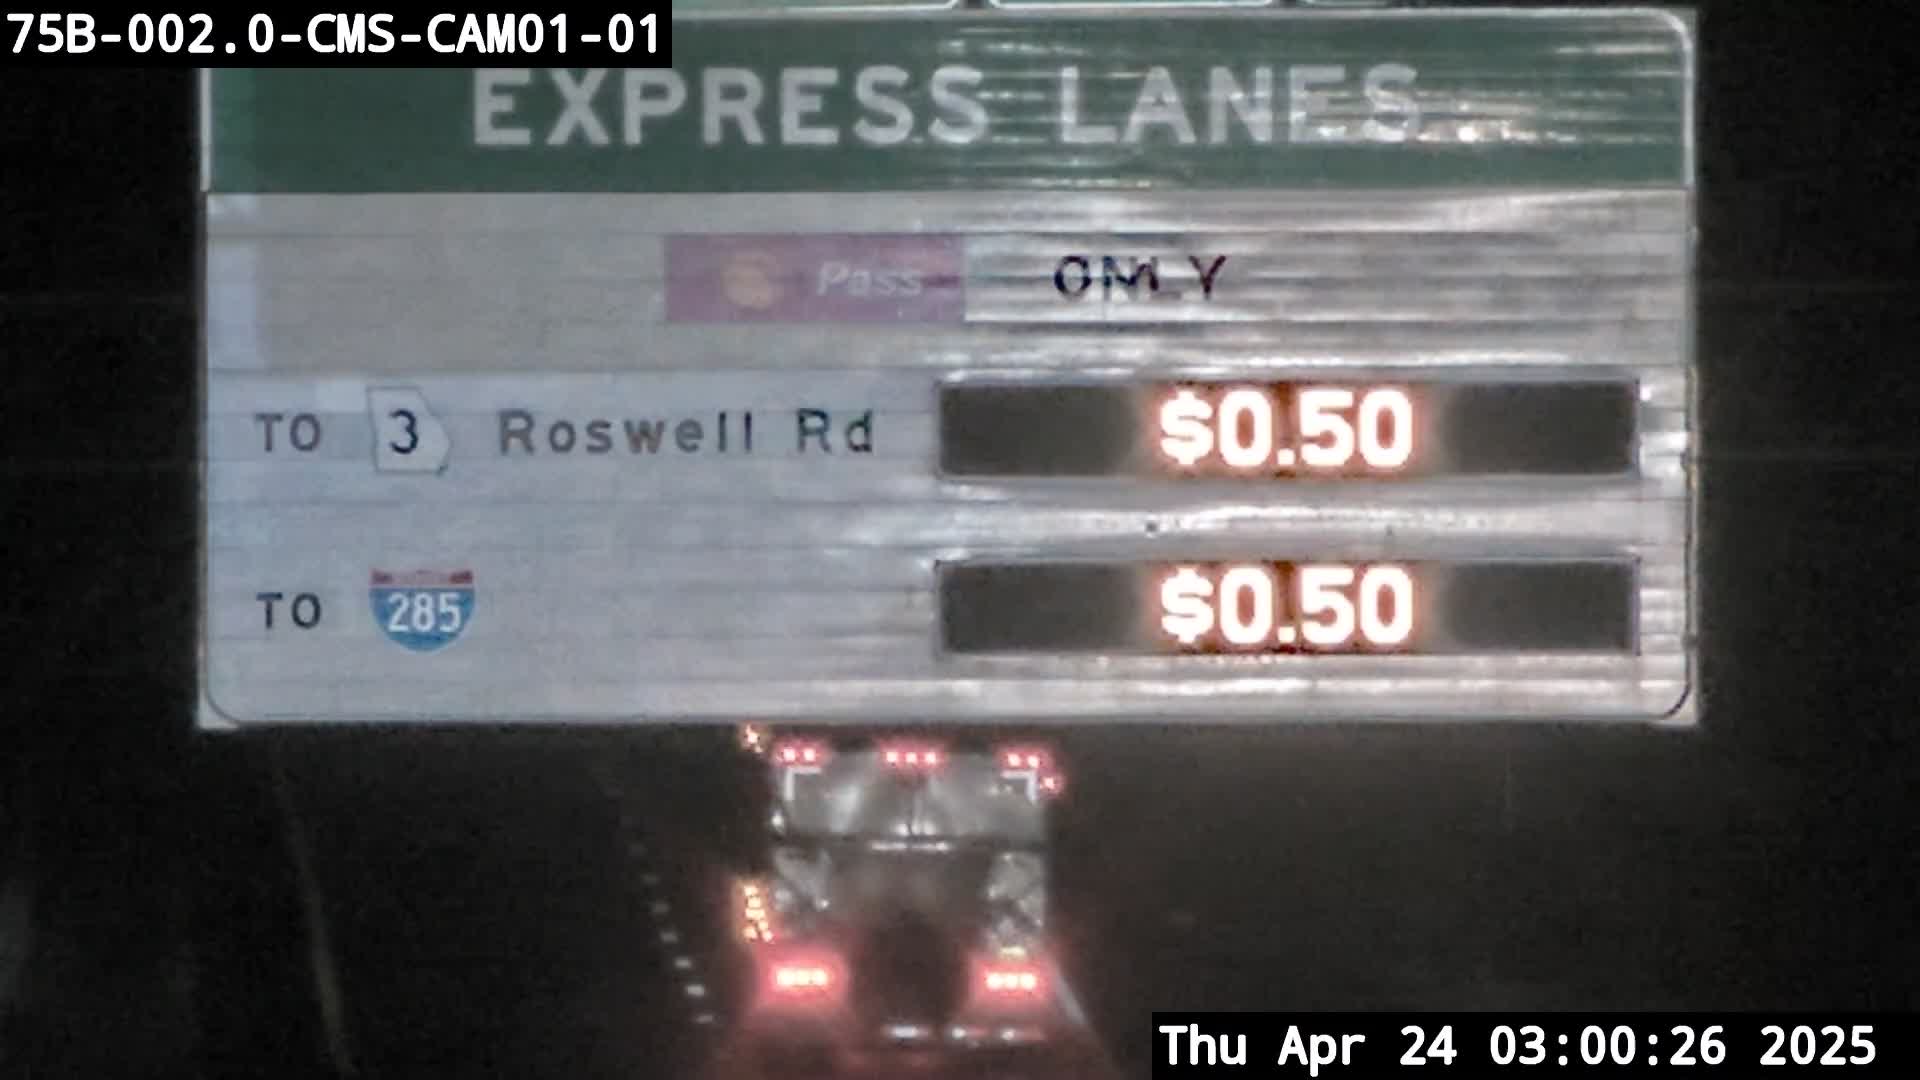 75B-002.0-CMS-CAM01-01
EXPRESS LANES
Pass ONLY
TO 3 Roswell Rd $0.50
TO 285 $0.50
Thu Apr 24 03:00:26 2025